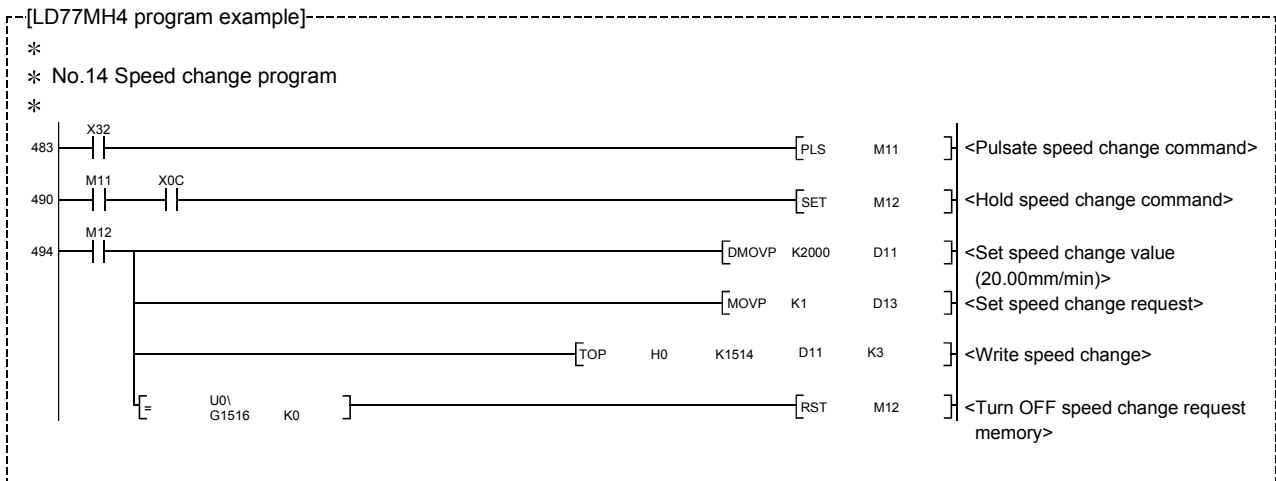 [LD77MH4 program example]
*
* No.14 Speed change program
*
X32
483 [PLS M11 ] <Pulsate speed change command>
M11 X0C
490 [SET M12 ] <Hold speed change command>
M12
494 [DMOVP K2000 D11 ] <Set speed change value
(20.00mm/min)>
[MOVP K1 D13 ] <Set speed change request>
[TOP H0 K1514 D11 K3 ] <Write speed change>
[= U0\
G1516 K0 ] [RST M12 ] <Turn OFF speed change request
memory>